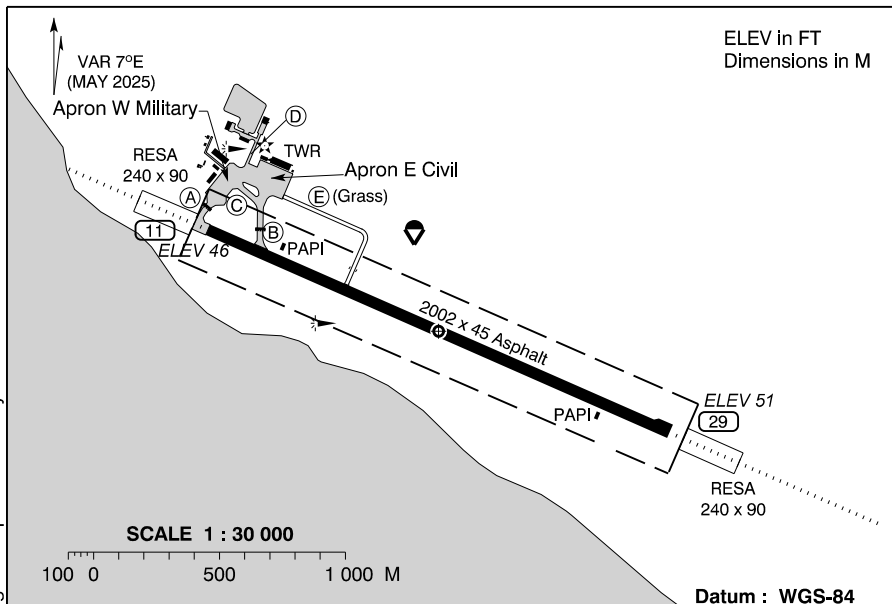 ELEV in FT
Dimensions in M
VAR 7°E
(MAY 2025)
Apron W Military
D
TWR
RESA
240 x 90
Apron E Civil
A
C
E (Grass)
B
11
ELEV 46
PAPI
2002 x 45 Asphalt
ELEV 51
29
PAPI
RESA
240 x 90
SCALE 1 : 30 000
100 0 500 1 000 M
Datum : WGS-84